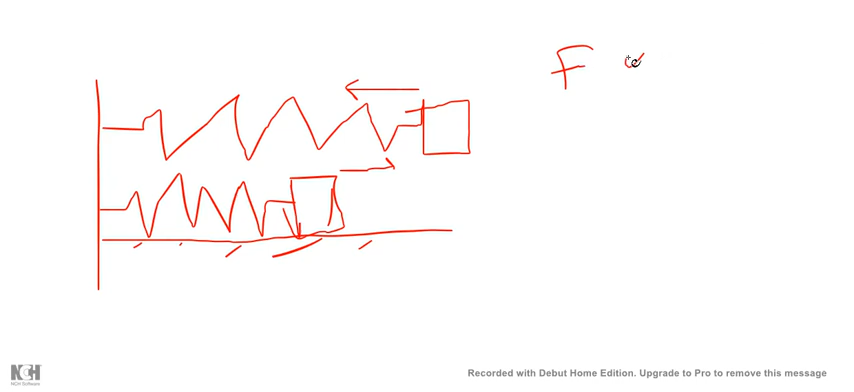 F ∝
NCH
NCH Software
Recorded with Debut Home Edition. Upgrade to Pro to remove this message